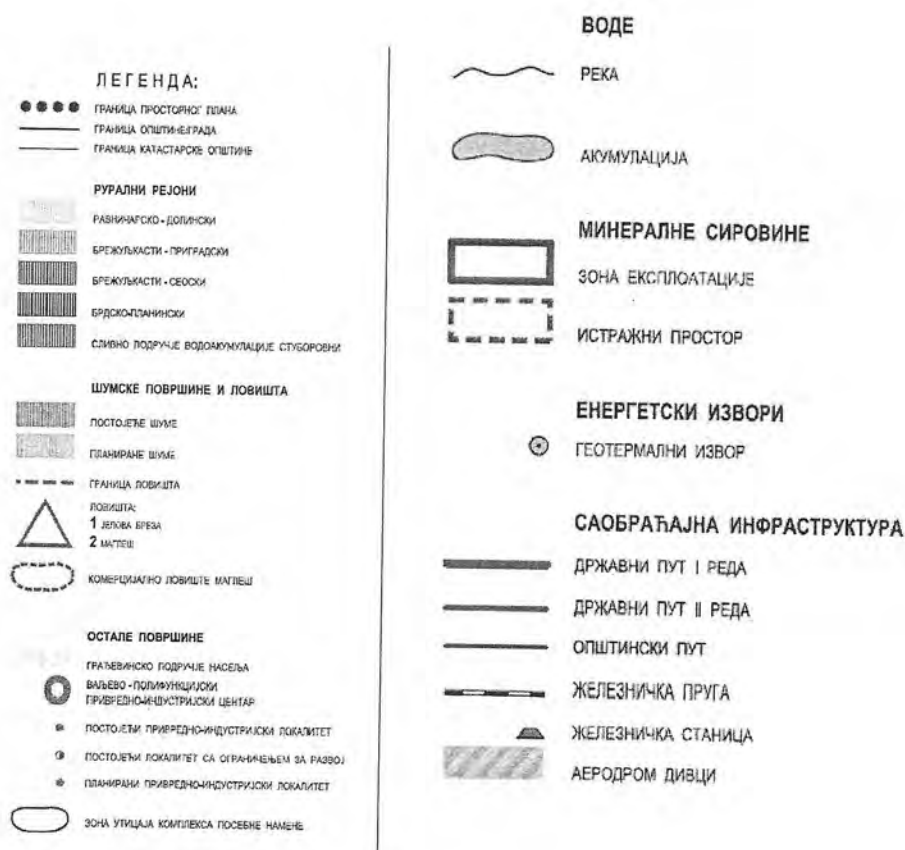 ЛЕГЕНДА:
ГРАНИЦА ПРОСТОРНОГ ПЛАНА
ГРАНИЦА ОПШТИНЕ/ГРАДА
ГРАНИЦА КАТАСТАРСКЕ ОПШТИНЕ
РУРАЛНИ РЕЈОНИ
РАВНИЧАРСКО - ДОЛИНСКИ
БРЕЖУЉКАСТИ - ПРИГРАДСКИ
БРЕЖУЉКАСТИ - СЕОСКИ
БРДСКО-ПЛАНИНСКИ
СЛИВНО ПОДРУЧЈЕ ВОДОАКУМУЛАЦИЈЕ СТУБОРОВНИ
ШУМСКЕ ПОВРШИНЕ И ЛОВИШТА
ПОСТОЈЕЋЕ ШУМЕ
ПЛАНИРАНЕ ШУМЕ
ГРАНИЦА ЛОВИШТА
ЛОВИШТА:
1 ЈЕЛОВА БРЕЗА
2 МАГЛЕШ
КОМЕРЦИЈАЛНО ЛОВИШТЕ МАГЛЕШ
ОСТАЛЕ ПОВРШИНЕ
ГРАЂЕВИНСКО ПОДРУЧЈЕ НАСЕЉА
ВАЉЕВО - ПОЛИФУНКЦИЈСКИ
ПРИВРЕДНО-ИНДУСТРИЈСКИ ЦЕНТАР
ПОСТОЈЕЋИ ПРИВРЕДНО-ИНДУСТРИЈСКИ ЛОКАЛИТЕТ
ПОСТОЈЕЋИ ЛОКАЛИТЕТ СА ОГРАНИЧЕЊЕМ ЗА РАЗВОЈ
ПЛАНИРАНИ ПРИВРЕДНО-ИНДУСТРИЈСКИ ЛОКАЛИТЕТ
ЗОНА УТИЦАЈА КОМПЛЕКСА ПОСЕБНЕ НАМЕНЕ
ВОДЕ
РЕКА
АКУМУЛАЦИЈА
МИНЕРАЛНЕ СИРОВИНЕ
ЗОНА ЕКСПЛОАТАЦИЈЕ
ИСТРАЖНИ ПРОСТОР
ЕНЕРГЕТСКИ ИЗВОРИ
ГЕОТЕРМАЛНИ ИЗВОР
САОБРАЋАЈНА ИНФРАСТРУКТУРА
ДРЖАВНИ ПУТ I РЕДА
ДРЖАВНИ ПУТ II РЕДА
ОПШТИНСКИ ПУТ
ЖЕЛЕЗНИЧКА ПРУГА
ЖЕЛЕЗНИЧКА СТАНИЦА
АЕРОДРОМ ДИВЦИ